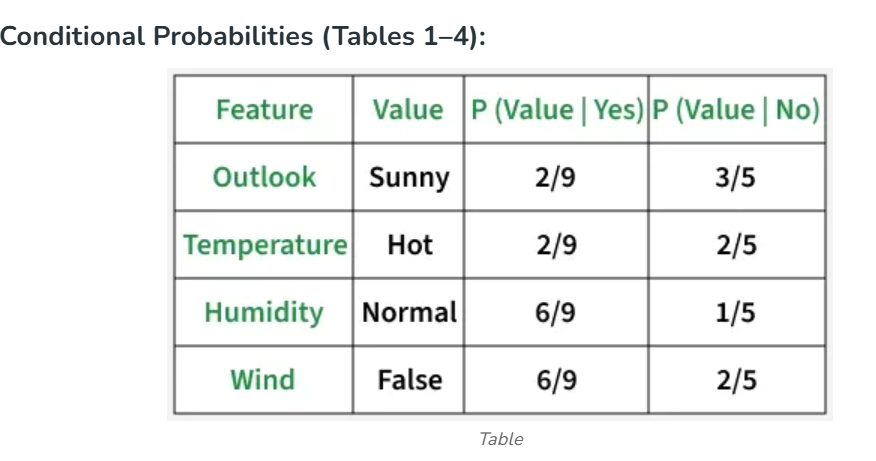 Conditional Probabilities (Tables 1–4):
Feature Value P (Value | Yes) P (Value | No)
Outlook Sunny 2/9 3/5
Temperature Hot 2/9 2/5
Humidity Normal 6/9 1/5
Wind False 6/9 2/5
Table